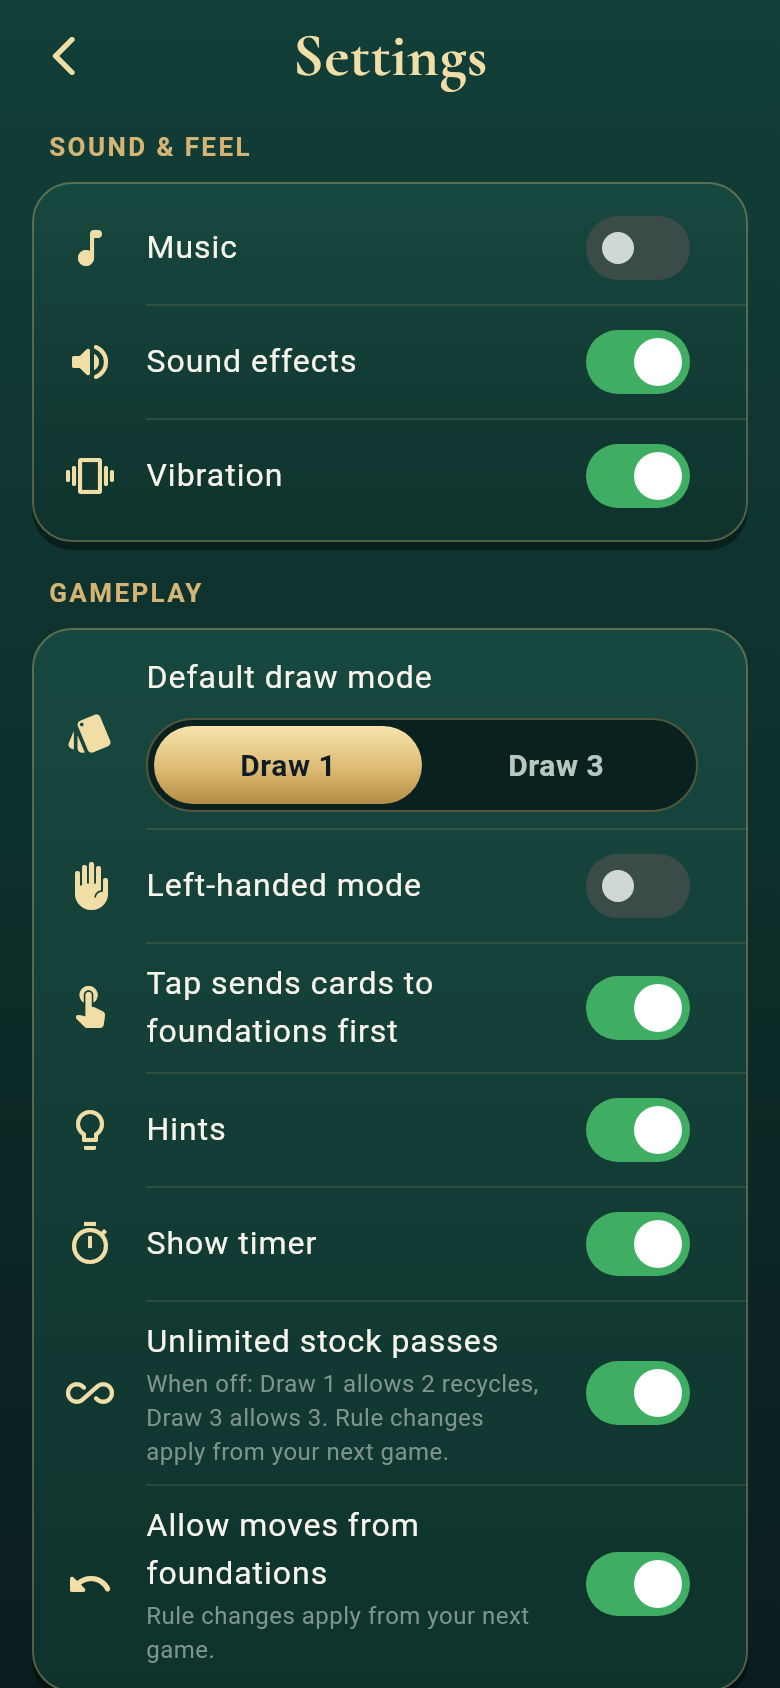 Settings
SOUND & FEEL
Music
Sound effects
Vibration
GAMEPLAY
Default draw mode
Draw 1
Draw 3
Left-handed mode
Tap sends cards to
foundations first
Hints
Show timer
Unlimited stock passes
When off: Draw 1 allows 2 recycles,
Draw 3 allows 3. Rule changes
apply from your next game.
Allow moves from
foundations
Rule changes apply from your next
game.